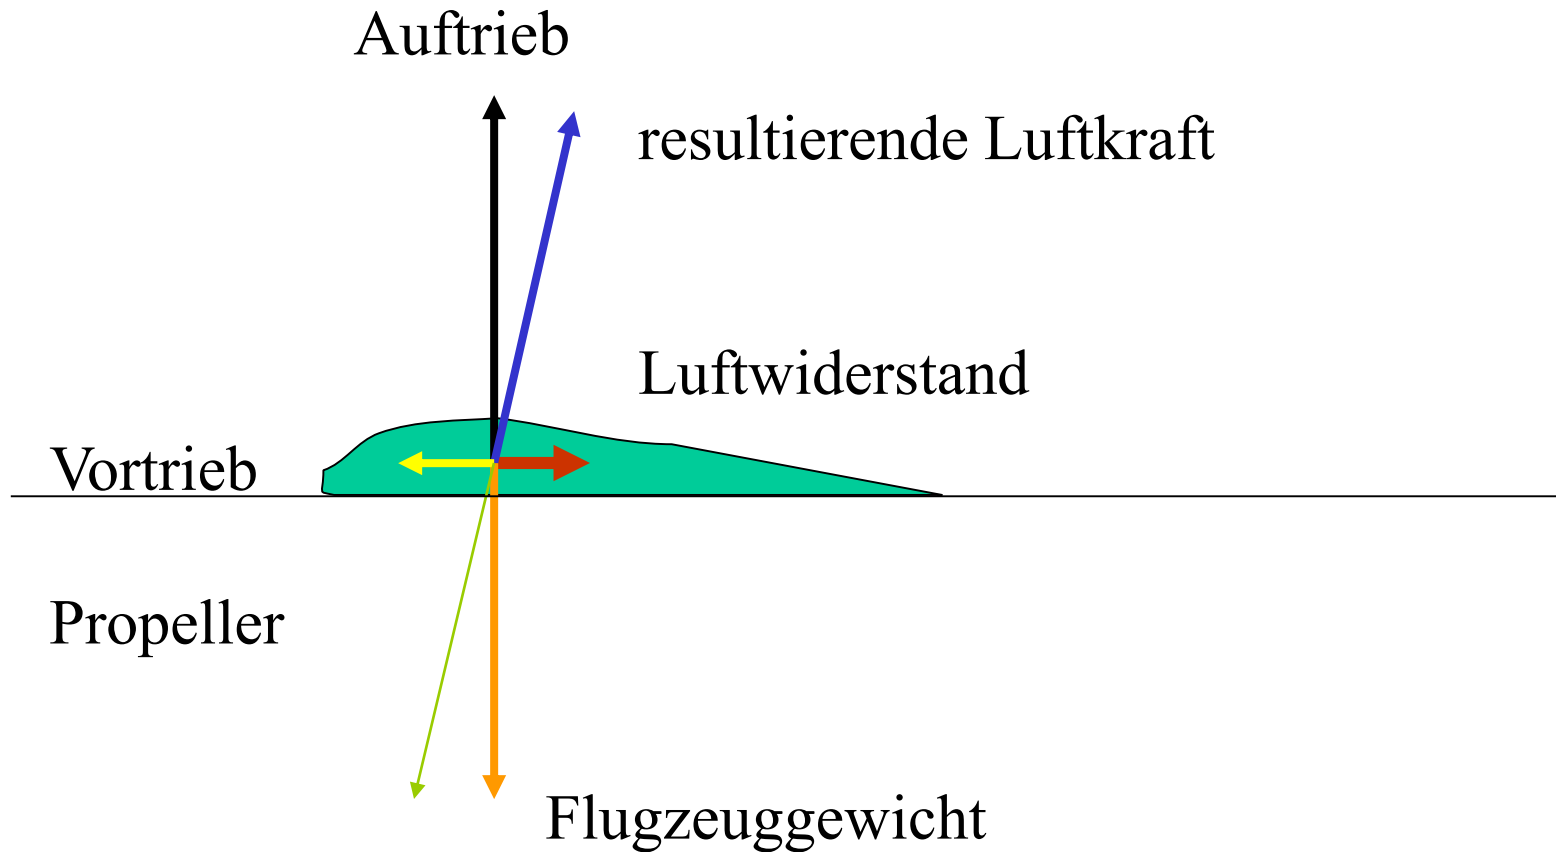 Auftrieb
resultierende Luftkraft
Luftwiderstand
Vortrieb
Propeller
Flugzeuggewicht